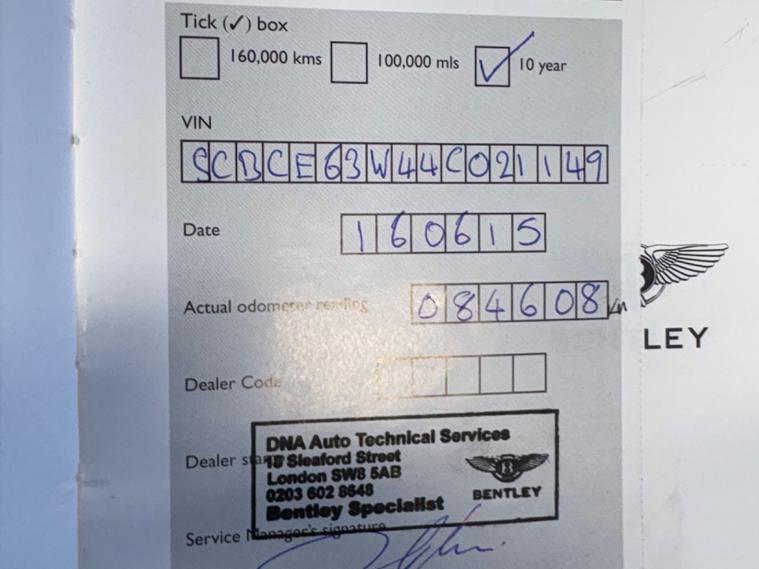 Tick (✓) box
160,000 kms 100,000 mls ✓ 10 year
VIN
SCBCE63W44C021149
Date 160615
Actual odometer reading 084608 km
Dealer Code
Dealer stamp
DNA Auto Technical Services
18 Sleaford Street
London SW8 5AB
0203 602 8648
Bentley Specialist
BENTLEY
Service Manager's signature
LEY